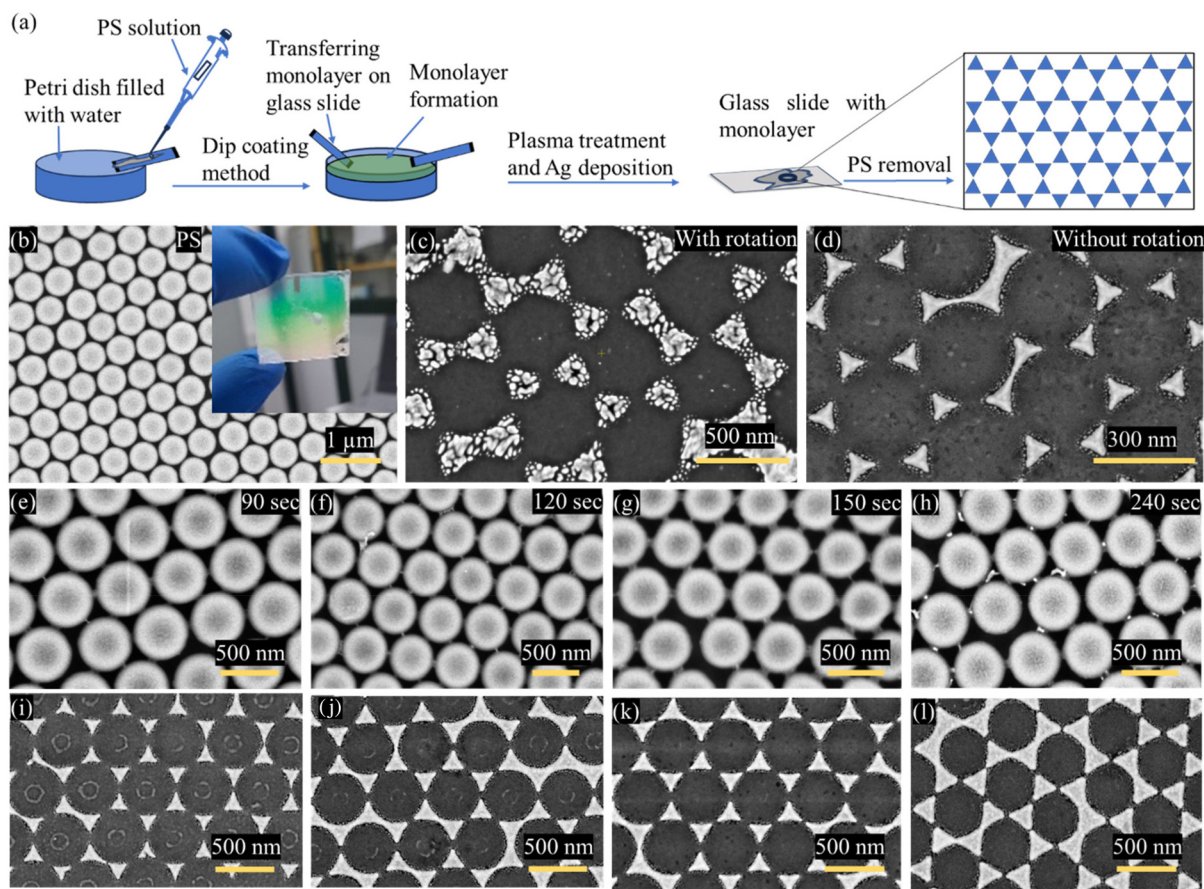 (a)
PS solution
Petri dish filled
with water
Transferring
monolayer on
glass slide
Monolayer
formation
Dip coating
method
Plasma treatment
and Ag deposition
Glass slide with
monolayer
PS removal
(b)
PS
1 µm
(c)
With rotation
500 nm
(d)
Without rotation
300 nm
(e)
90 sec
500 nm
(f)
120 sec
500 nm
(g)
150 sec
500 nm
(h)
240 sec
500 nm
(i)
500 nm
(j)
500 nm
(k)
500 nm
(l)
500 nm